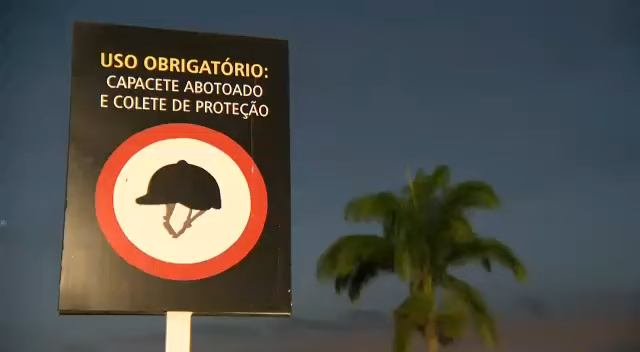 USO OBRIGATÓRIO:
CAPACETE ABOTOADO
E COLETE DE PROTEÇÃO